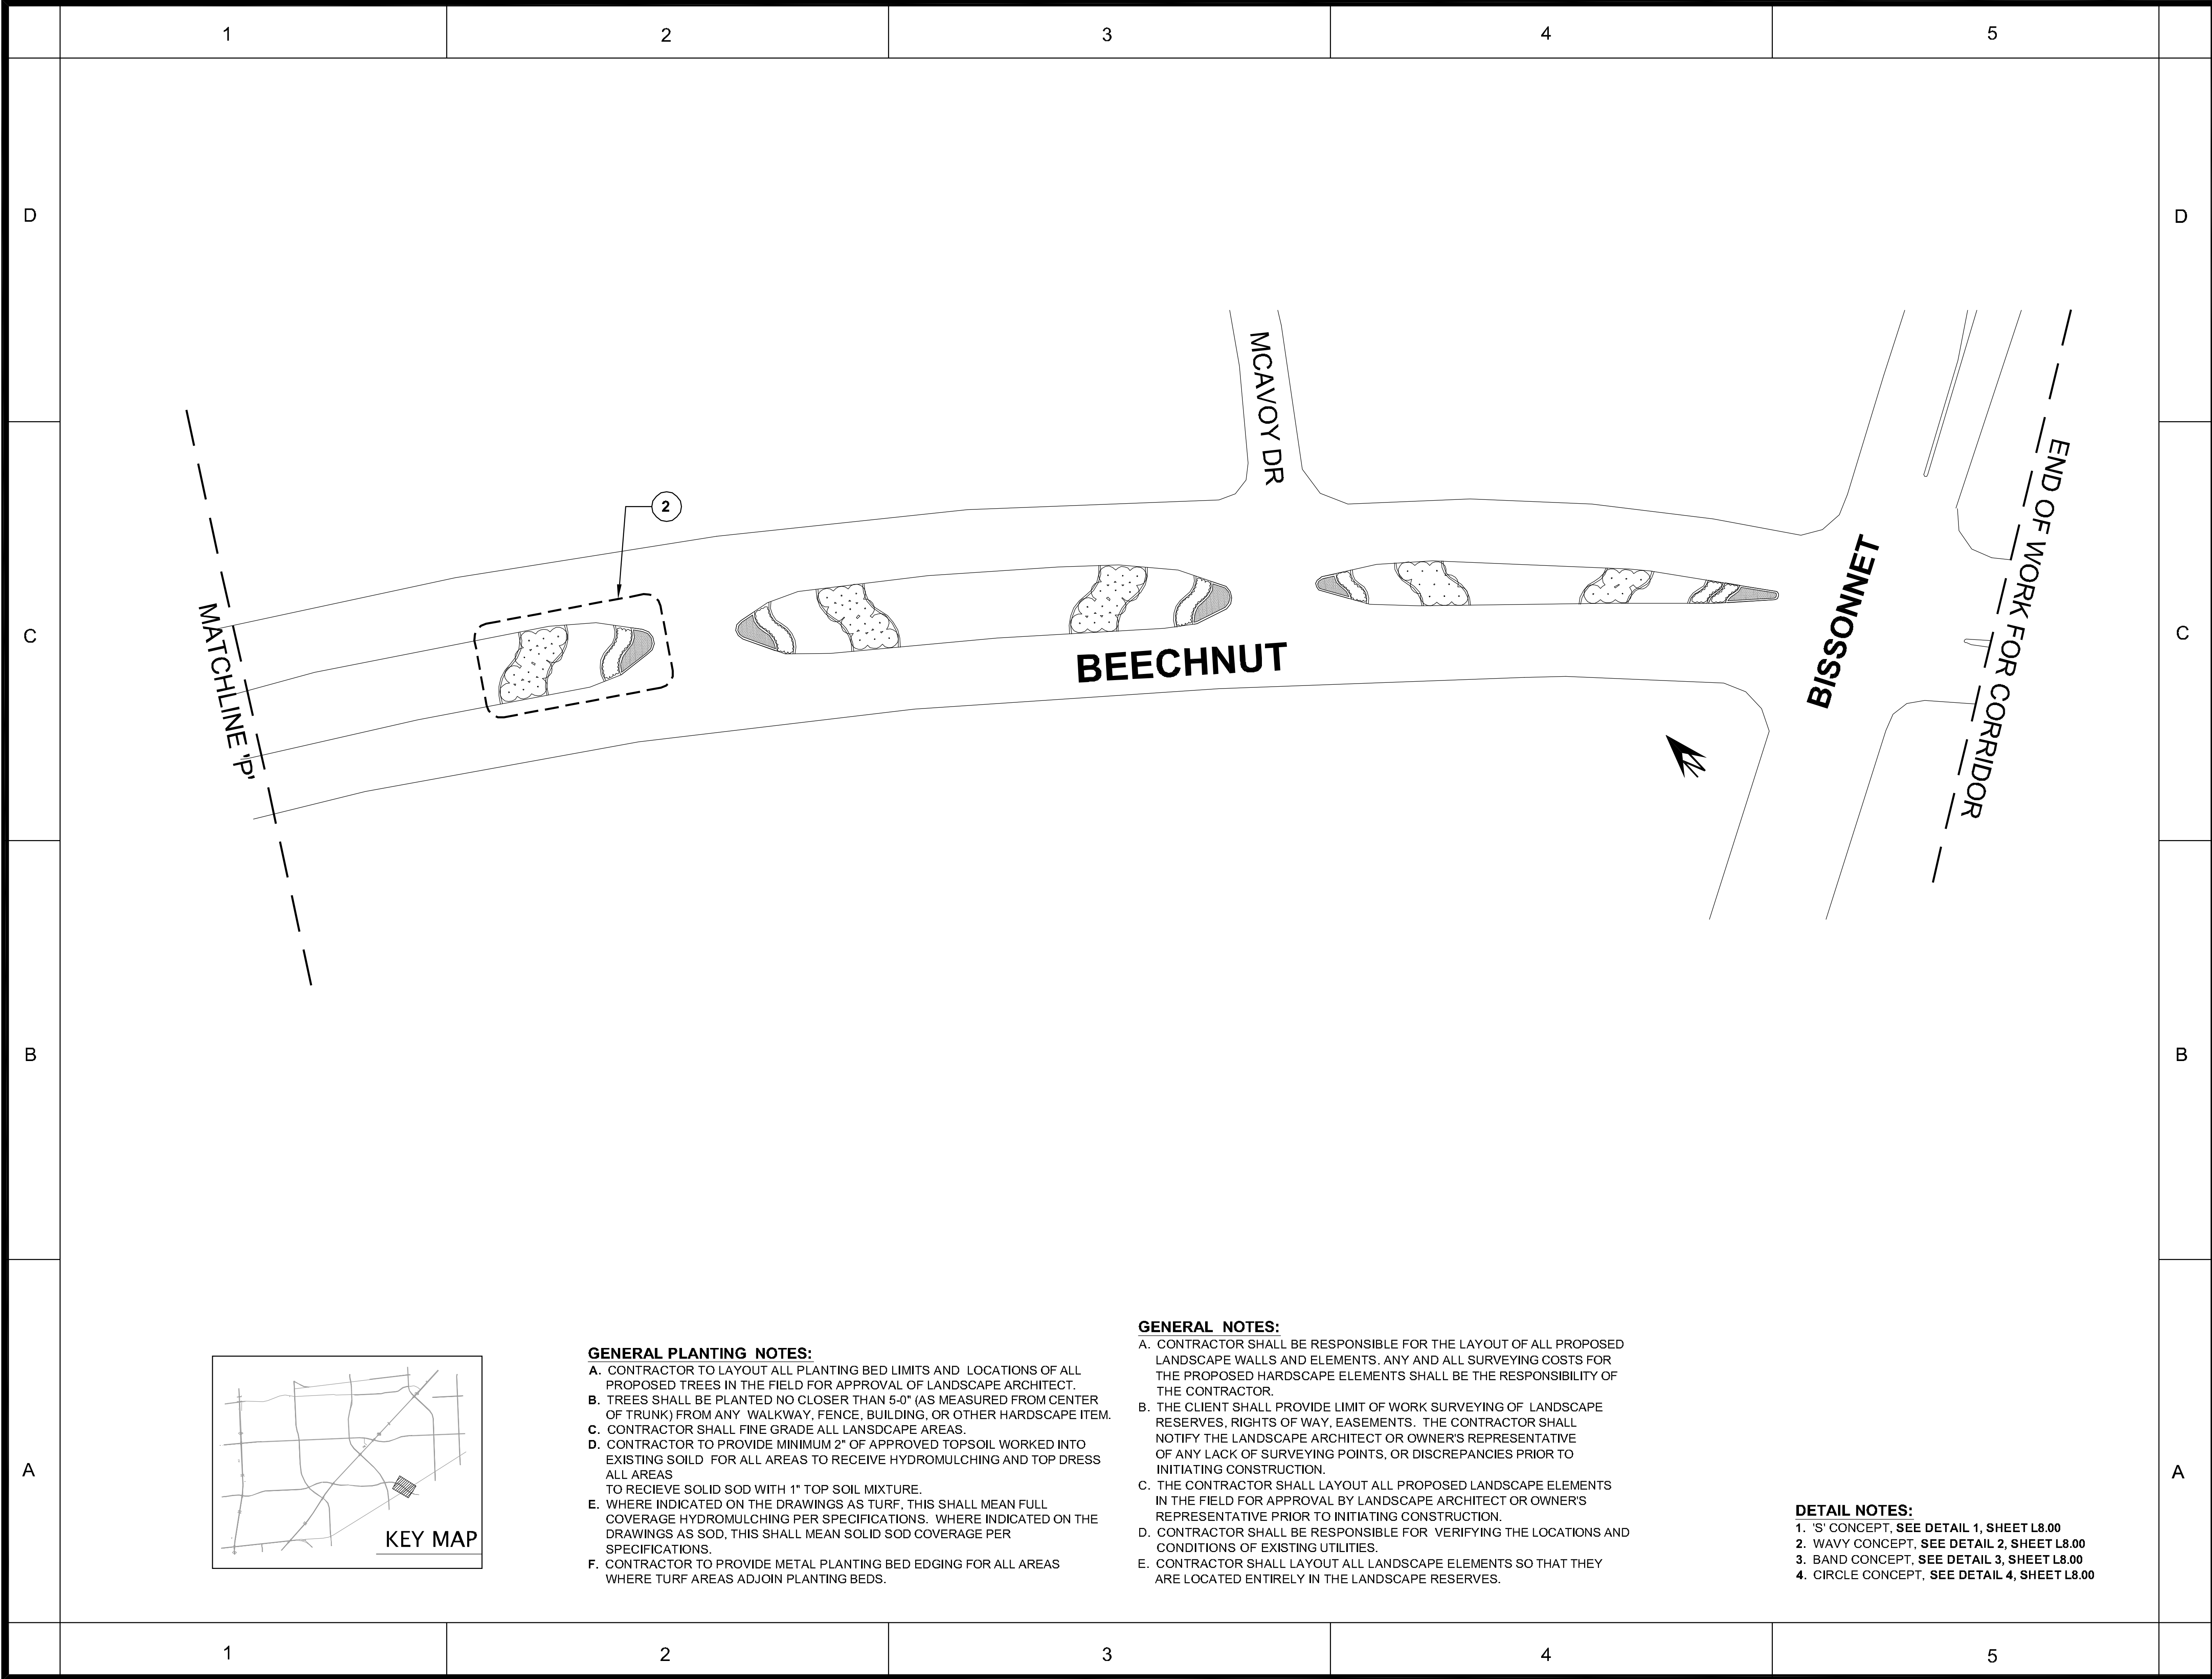 1 2 3 4 5
D D
MCAVOY DR
2
MATCHLINE 'P'
BEECHNUT
BISSONNET
END OF WORK FOR CORRIDOR
C C
B B
A A
KEY MAP
GENERAL PLANTING NOTES:
A. CONTRACTOR TO LAYOUT ALL PLANTING BED LIMITS AND LOCATIONS OF ALL
PROPOSED TREES IN THE FIELD FOR APPROVAL OF LANDSCAPE ARCHITECT.
B. TREES SHALL BE PLANTED NO CLOSER THAN 5-0" (AS MEASURED FROM CENTER
OF TRUNK) FROM ANY WALKWAY, FENCE, BUILDING, OR OTHER HARDSCAPE ITEM.
C. CONTRACTOR SHALL FINE GRADE ALL LANSDCAPE AREAS.
D. CONTRACTOR TO PROVIDE MINIMUM 2" OF APPROVED TOPSOIL WORKED INTO
EXISTING SOILD FOR ALL AREAS TO RECEIVE HYDROMULCHING AND TOP DRESS
ALL AREAS
TO RECIEVE SOLID SOD WITH 1" TOP SOIL MIXTURE.
E. WHERE INDICATED ON THE DRAWINGS AS TURF, THIS SHALL MEAN FULL
COVERAGE HYDROMULCHING PER SPECIFICATIONS. WHERE INDICATED ON THE
DRAWINGS AS SOD, THIS SHALL MEAN SOLID SOD COVERAGE PER
SPECIFICATIONS.
F. CONTRACTOR TO PROVIDE METAL PLANTING BED EDGING FOR ALL AREAS
WHERE TURF AREAS ADJOIN PLANTING BEDS.
GENERAL NOTES:
A. CONTRACTOR SHALL BE RESPONSIBLE FOR THE LAYOUT OF ALL PROPOSED
LANDSCAPE WALLS AND ELEMENTS. ANY AND ALL SURVEYING COSTS FOR
THE PROPOSED HARDSCAPE ELEMENTS SHALL BE THE RESPONSIBILITY OF
THE CONTRACTOR.
B. THE CLIENT SHALL PROVIDE LIMIT OF WORK SURVEYING OF LANDSCAPE
RESERVES, RIGHTS OF WAY, EASEMENTS. THE CONTRACTOR SHALL
NOTIFY THE LANDSCAPE ARCHITECT OR OWNER'S REPRESENTATIVE
OF ANY LACK OF SURVEYING POINTS, OR DISCREPANCIES PRIOR TO
INITIATING CONSTRUCTION.
C. THE CONTRACTOR SHALL LAYOUT ALL PROPOSED LANDSCAPE ELEMENTS
IN THE FIELD FOR APPROVAL BY LANDSCAPE ARCHITECT OR OWNER'S
REPRESENTATIVE PRIOR TO INITIATING CONSTRUCTION.
D. CONTRACTOR SHALL BE RESPONSIBLE FOR VERIFYING THE LOCATIONS AND
CONDITIONS OF EXISTING UTILITIES.
E. CONTRACTOR SHALL LAYOUT ALL LANDSCAPE ELEMENTS SO THAT THEY
ARE LOCATED ENTIRELY IN THE LANDSCAPE RESERVES.
DETAIL NOTES:
1. 'S' CONCEPT, SEE DETAIL 1, SHEET L8.00
2. WAVY CONCEPT, SEE DETAIL 2, SHEET L8.00
3. BAND CONCEPT, SEE DETAIL 3, SHEET L8.00
4. CIRCLE CONCEPT, SEE DETAIL 4, SHEET L8.00
1 2 3 4 5